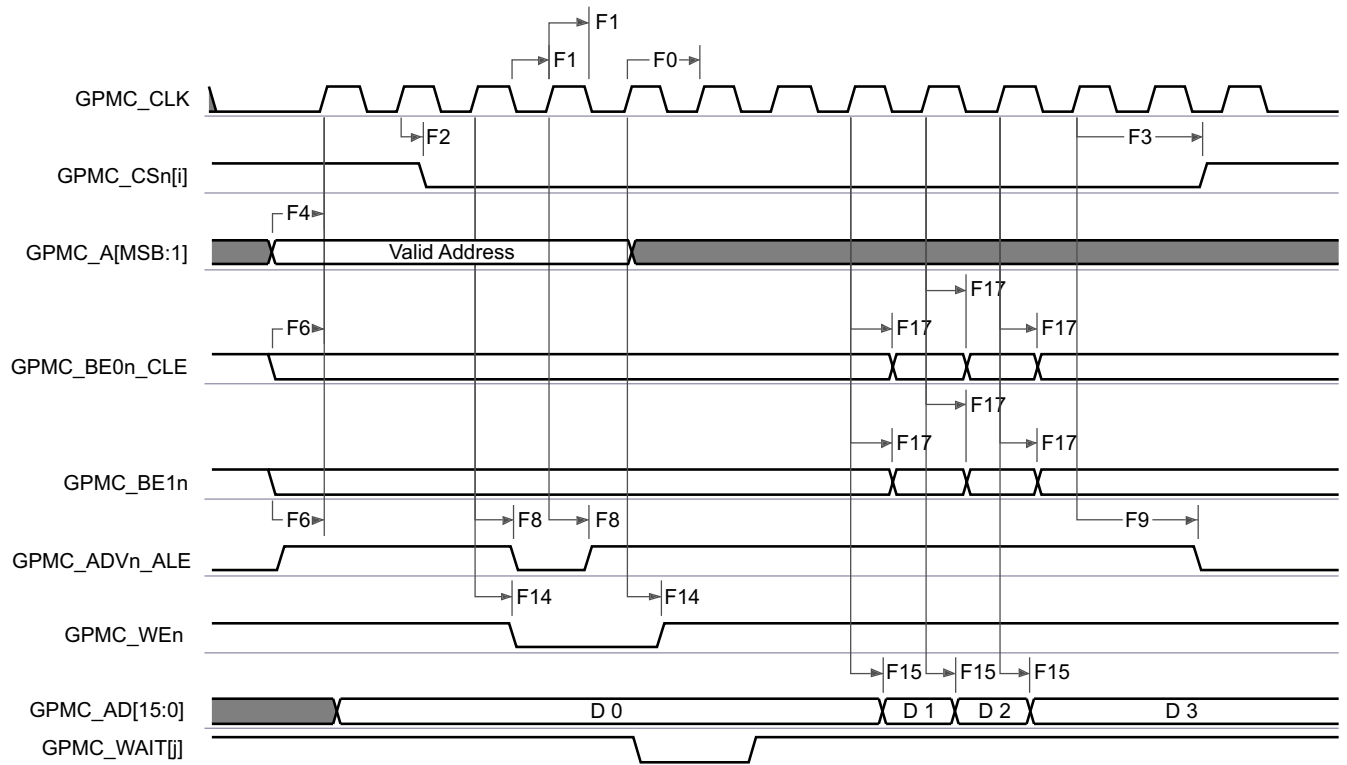 F1
F1 F0
GPMC_CLK
F2 F3
GPMC_CSn[i]
F4
GPMC_A[MSB:1] Valid Address
F17
F6 F17 F17
GPMC_BE0n_CLE
F17
F17 F17
GPMC_BE1n
F6 F8 F8 F9
GPMC_ADVn_ALE
F14 F14
GPMC_WEn
F15 F15 F15
GPMC_AD[15:0] D 0 D 1 D 2 D 3
GPMC_WAIT[j]